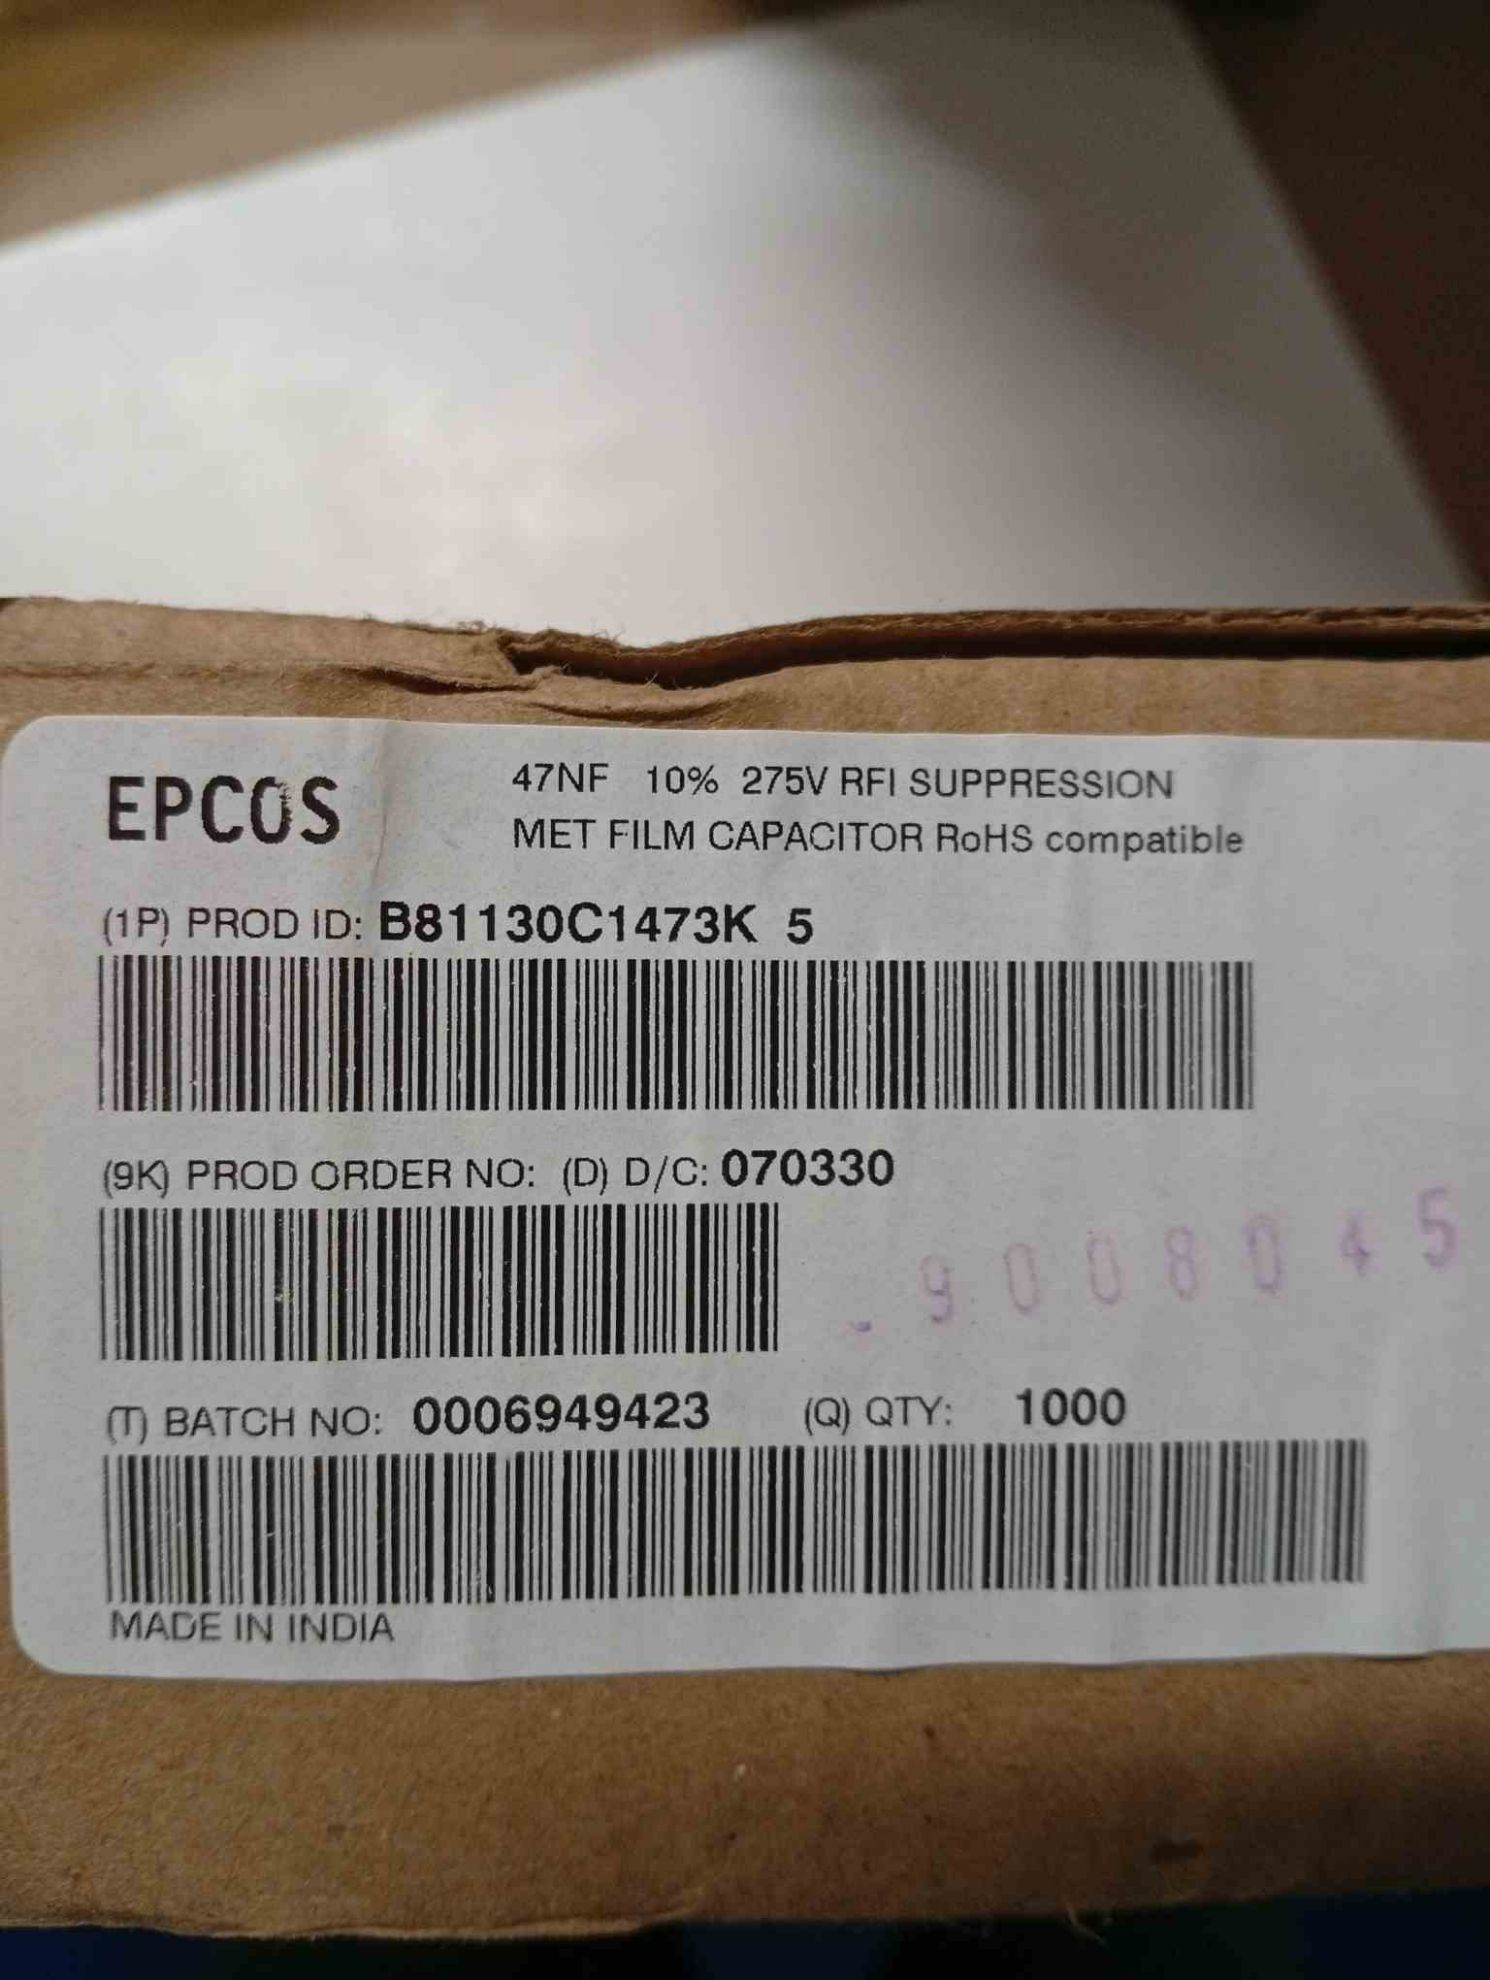 EPCOS
47NF 10% 275V RFI SUPPRESSION
MET FILM CAPACITOR RoHS compatible
(1P) PROD ID: B81130C1473K 5
(9K) PROD ORDER NO: (D) D/C: 070330
. 9008045
(T) BATCH NO: 0006949423 (Q) QTY: 1000
MADE IN INDIA